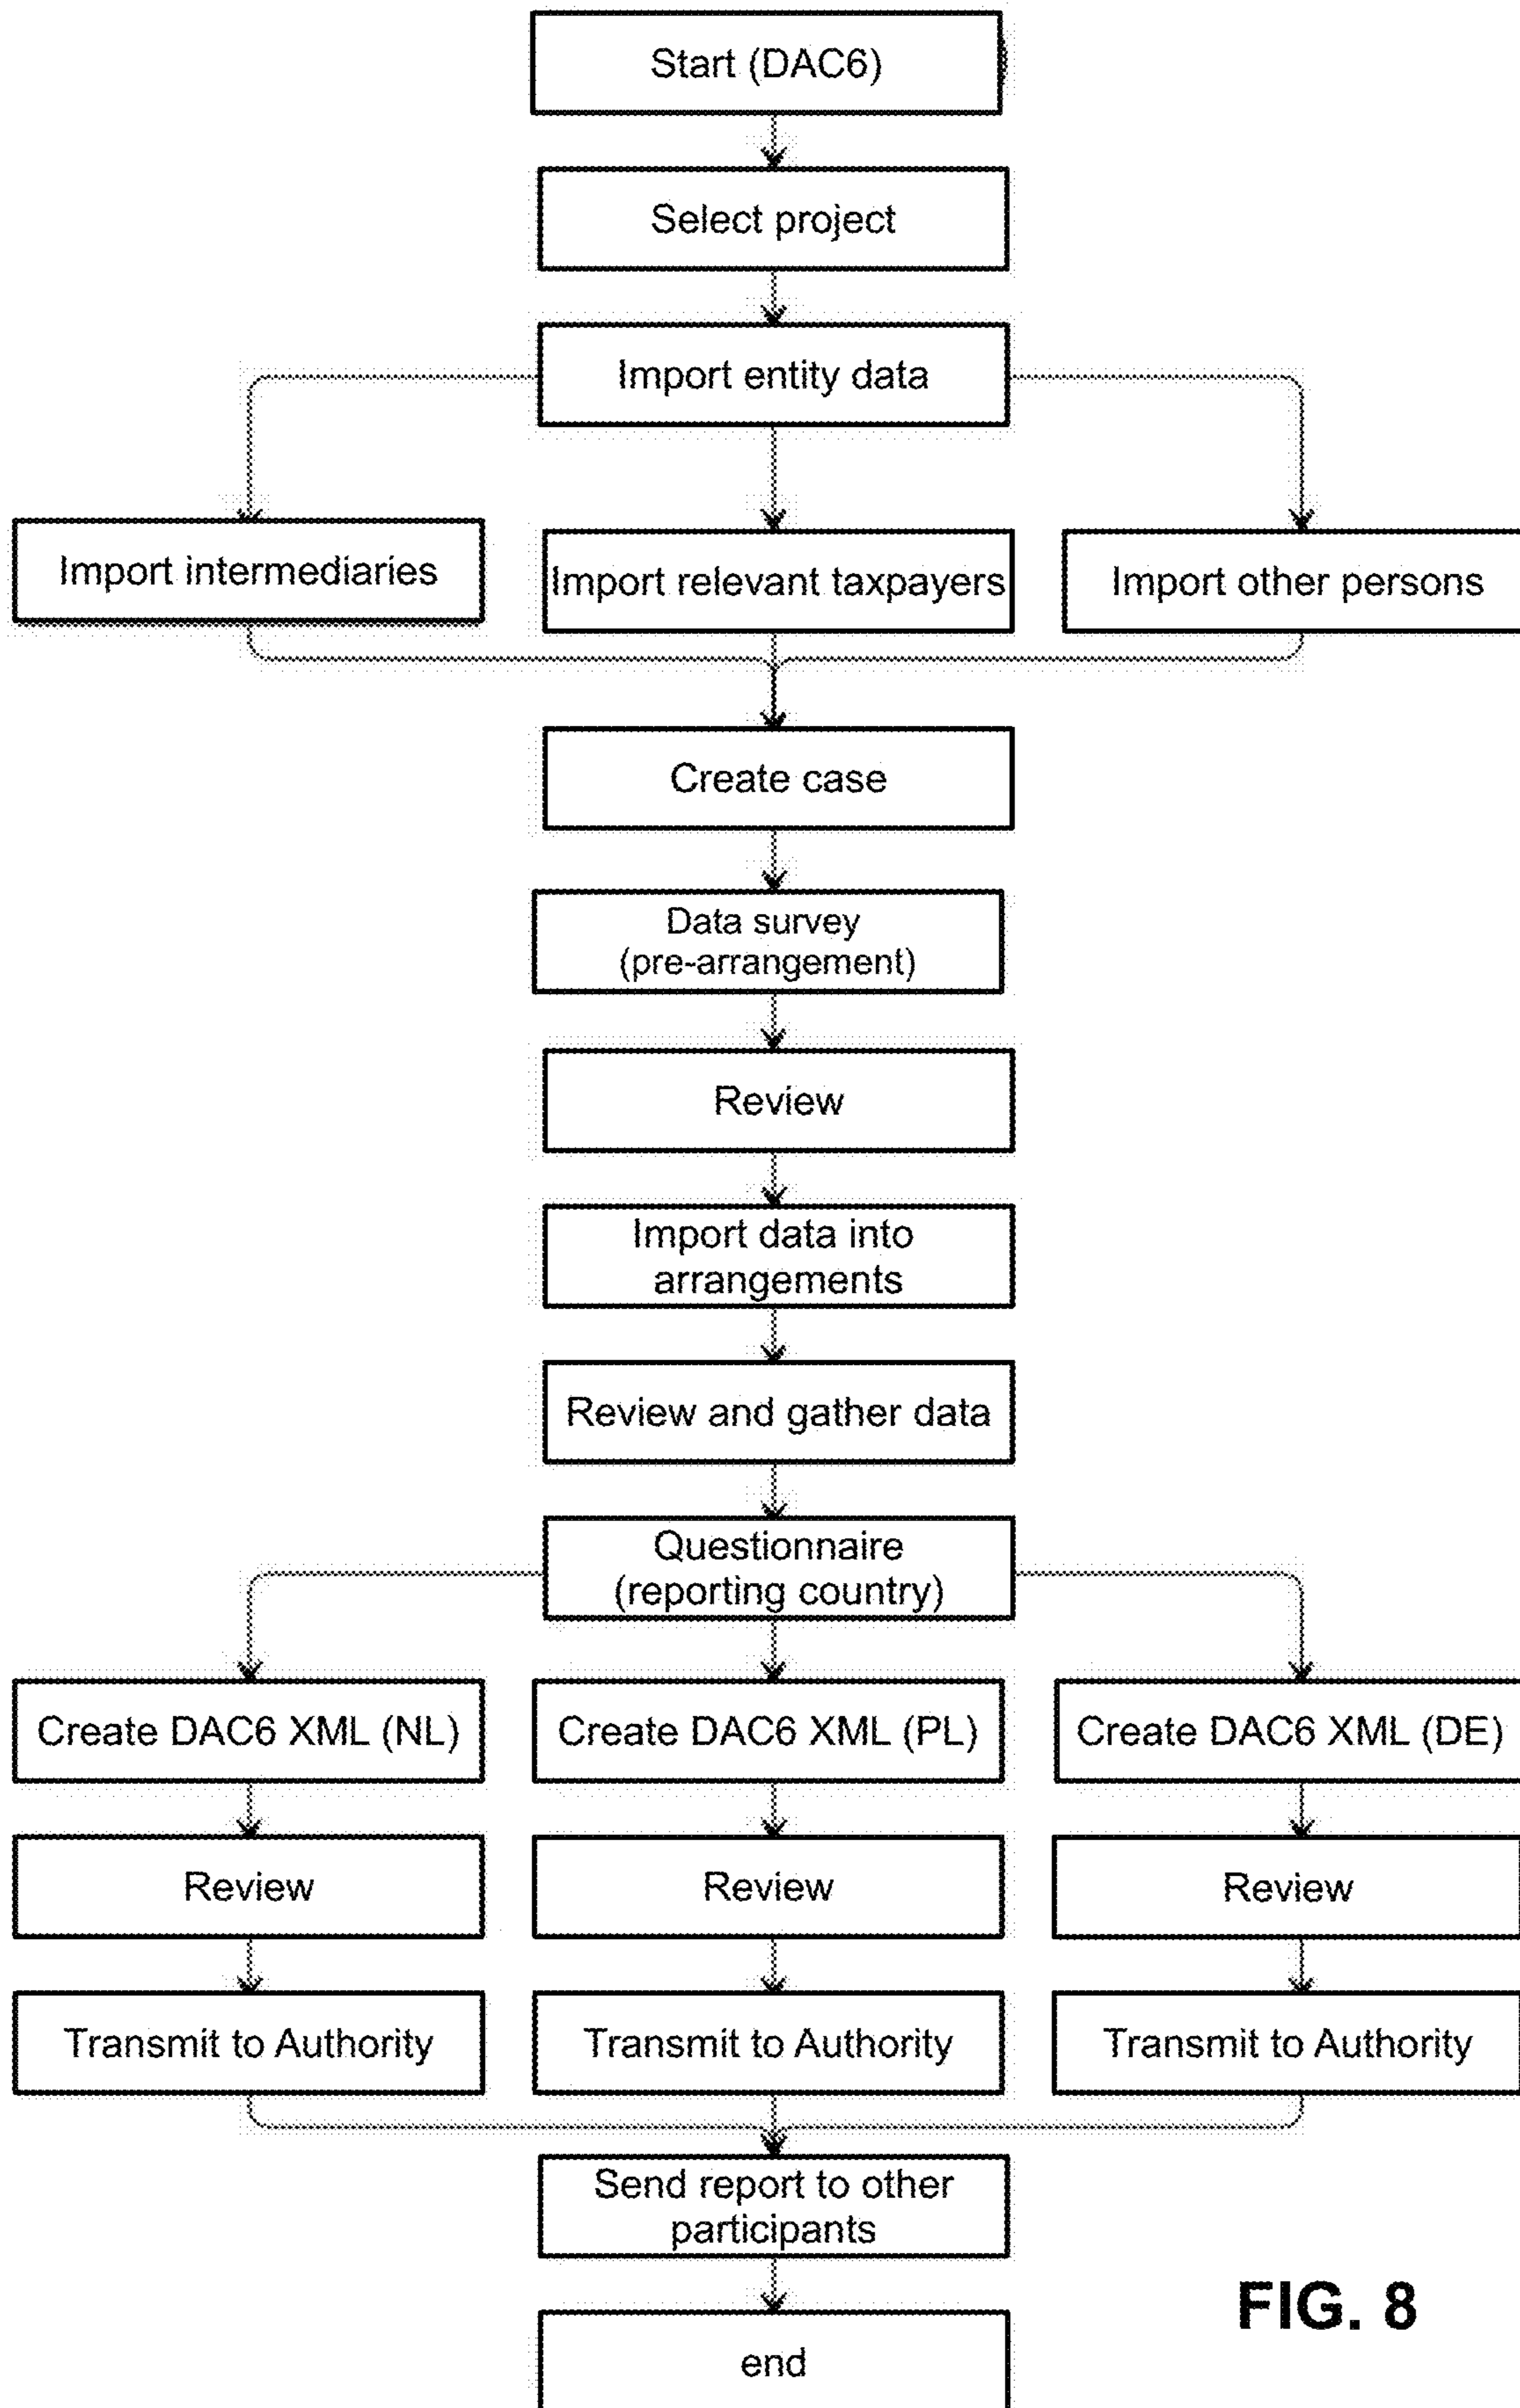 Start (DAC6)
Select project
Import entity data
Import intermediaries
Import relevant taxpayers
Import other persons
Create case
Data survey
(pre-arrangement)
Review
Import data into
arrangements
Review and gather data
Questionnaire
(reporting country)
Create DAC6 XML (NL)
Create DAC6 XML (PL)
Create DAC6 XML (DE)
Review
Review
Review
Transmit to Authority
Transmit to Authority
Transmit to Authority
Send report to other
participants
end
FIG. 8